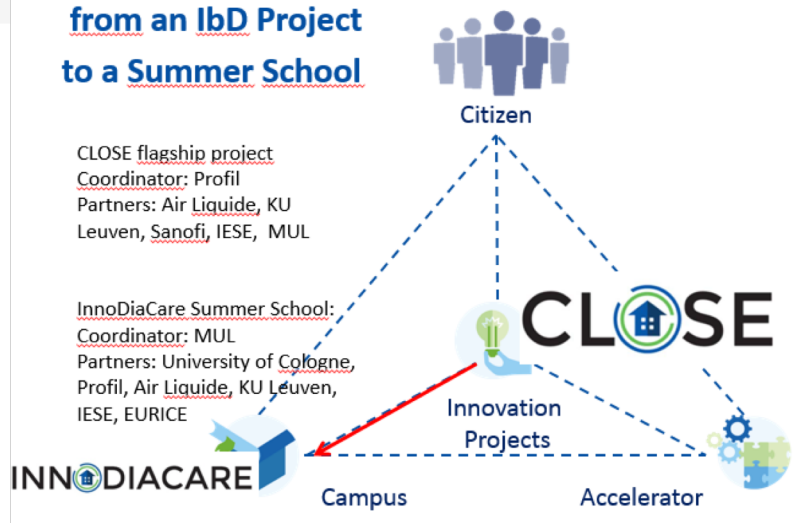 from an IbD Project
to a Summer School
Citizen
CLOSE flagship project
Coordinator: Profil
Partners: Air Liquide, KU
Leuven, Sanofi, IESE, MUL
CLOSE
InnoDiaCare Summer School:
Coordinator: MUL
Partners: University of Cologne,
Profil, Air Liquide, KU Leuven,
IESE, EURICE
Innovation
Projects
INNODIACARE
Campus
Accelerator